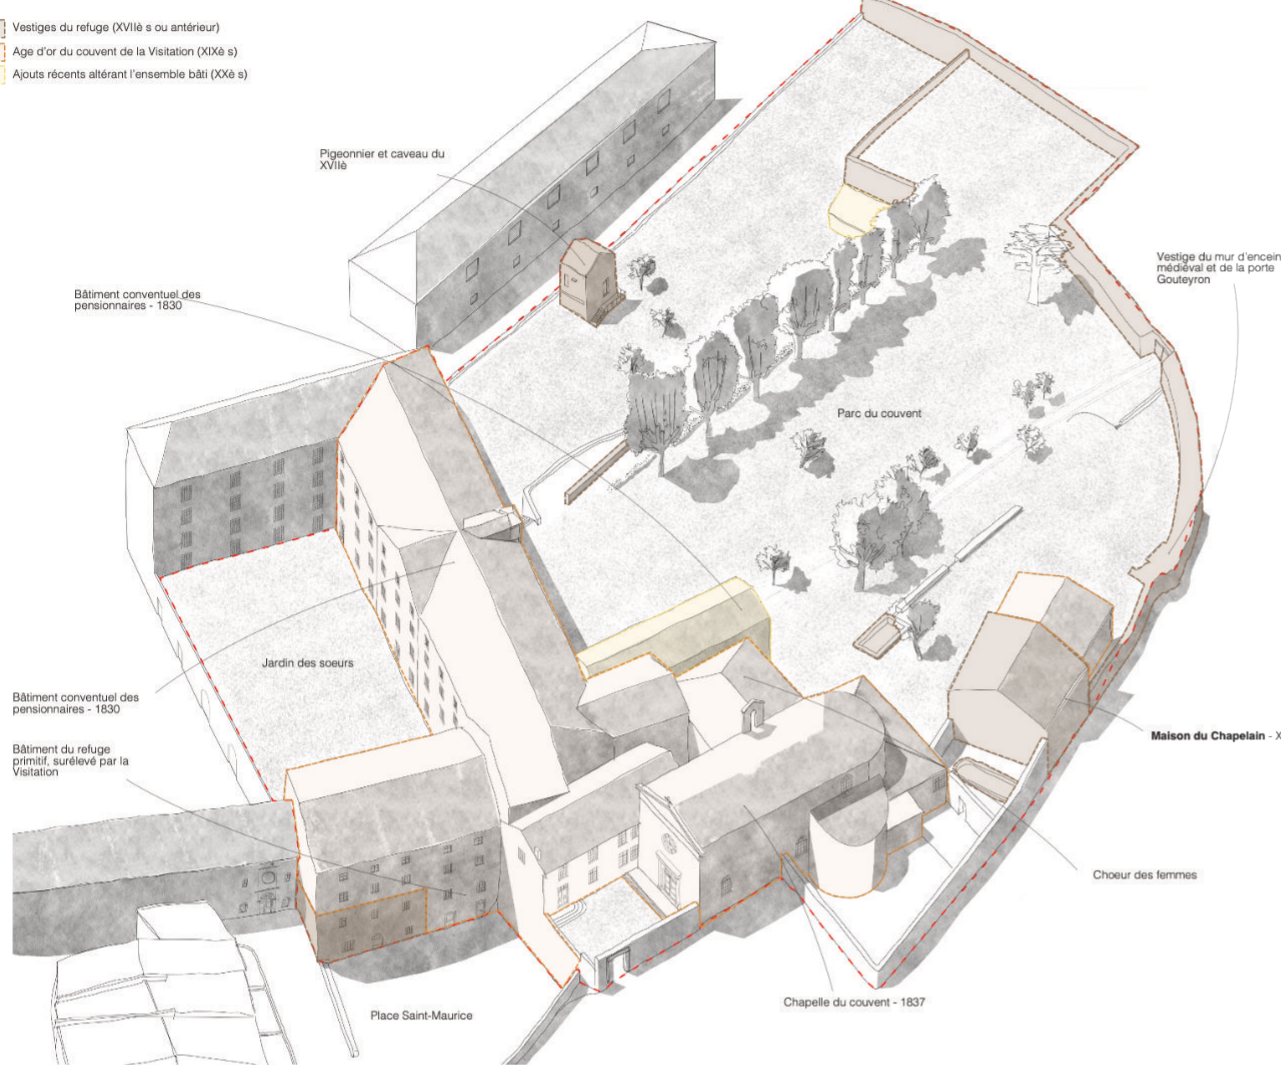 Vestiges du refuge (XVIIè s ou antérieur)
Age d'or du couvent de la Visitation (XIXè s)
Ajouts récents altérant l'ensemble bâti (XXè s)
Pigeonnier et caveau du
XVIIè
Bâtiment conventuel des
pensionnaires - 1830
Vestige du mur d'encein
médiéval et de la porte
Gouteyron
Parc du couvent
Jardin des soeurs
Bâtiment conventuel des
pensionnaires - 1830
Bâtiment du refuge
primitif, surélevé par la
Visitation
Maison du Chapelain - X
Choeur des femmes
Chapelle du couvent - 1837
Place Saint-Maurice